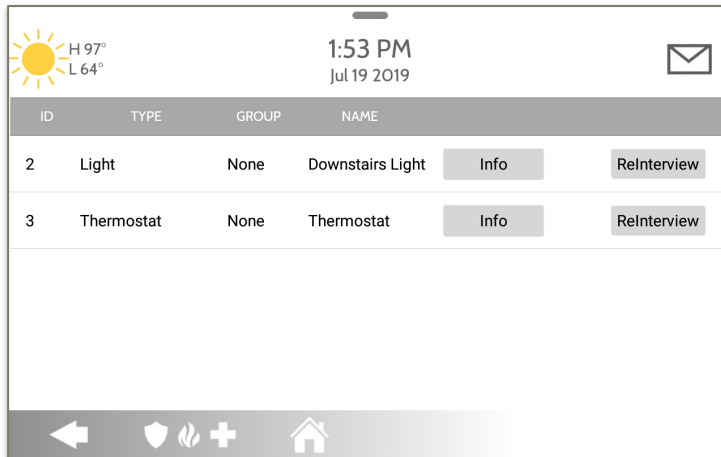 H 97°
L 64°
1:53 PM
Jul 19 2019
ID TYPE GROUP NAME
2 Light None Downstairs Light Info ReInterview
3 Thermostat None Thermostat Info ReInterview